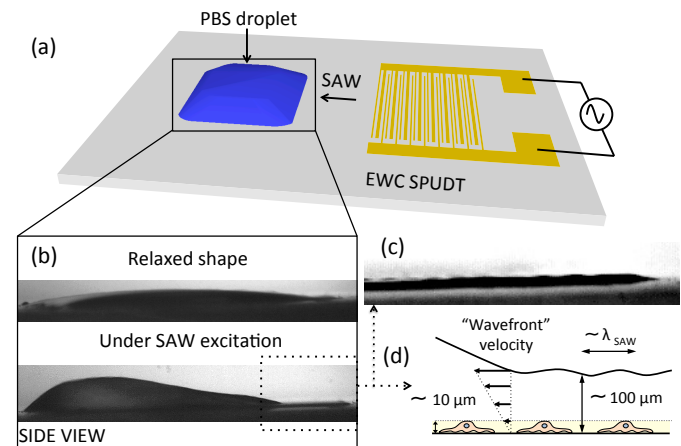 PBS droplet
(a)
SAW
EWC SPUDT
(b)
Relaxed shape
Under SAW excitation
SIDE VIEW
(c)
(d)
“Wavefront”
velocity
~ λ SAW
~ 10 μm
~ 100 μm